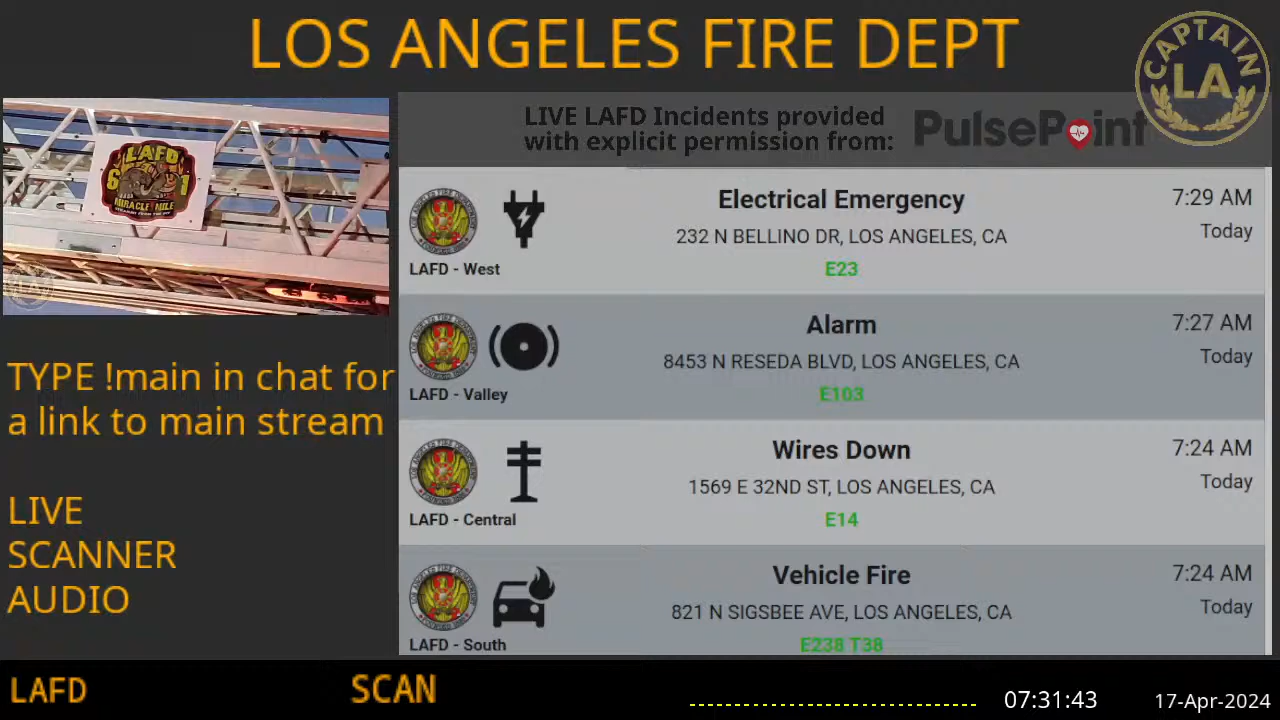 LOS ANGELES FIRE DEPT
CAPTAIN
LA
LIVE LAFD Incidents provided
with explicit permission from:
PulsePoint
LAFD
61
MIRACLE MILE
Electrical Emergency
7:29 AM
232 N BELLINO DR, LOS ANGELES, CA
Today
LAFD - West
E23
Alarm
7:27 AM
8453 N RESEDA BLVD, LOS ANGELES, CA
Today
LAFD - Valley
E103
Wires Down
7:24 AM
1569 E 32ND ST, LOS ANGELES, CA
Today
LAFD - Central
E14
Vehicle Fire
7:24 AM
821 N SIGSBEE AVE, LOS ANGELES, CA
Today
LAFD - South
E238 T38
TYPE !main in chat for
a link to main stream
LIVE
SCANNER
AUDIO
LAFD
SCAN
07:31:43
17-Apr-2024